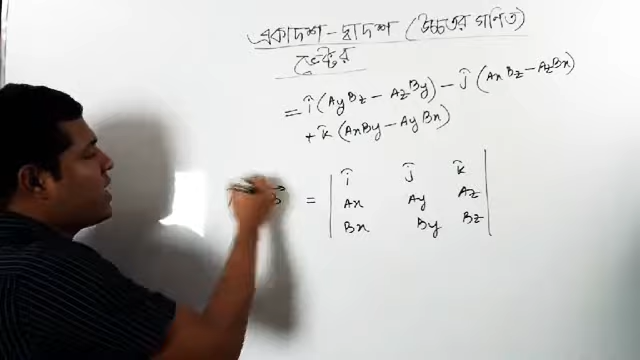 একাদশ - দ্বাদশ (উচ্চতর গণিত)
ভেক্টর
= î (AyBz - AzBy) - ĵ (AxBz - AzBx)
+ k̂ (AxBy - AyBx)
î ĵ k̂
= Ax Ay Az
Bx By Bz